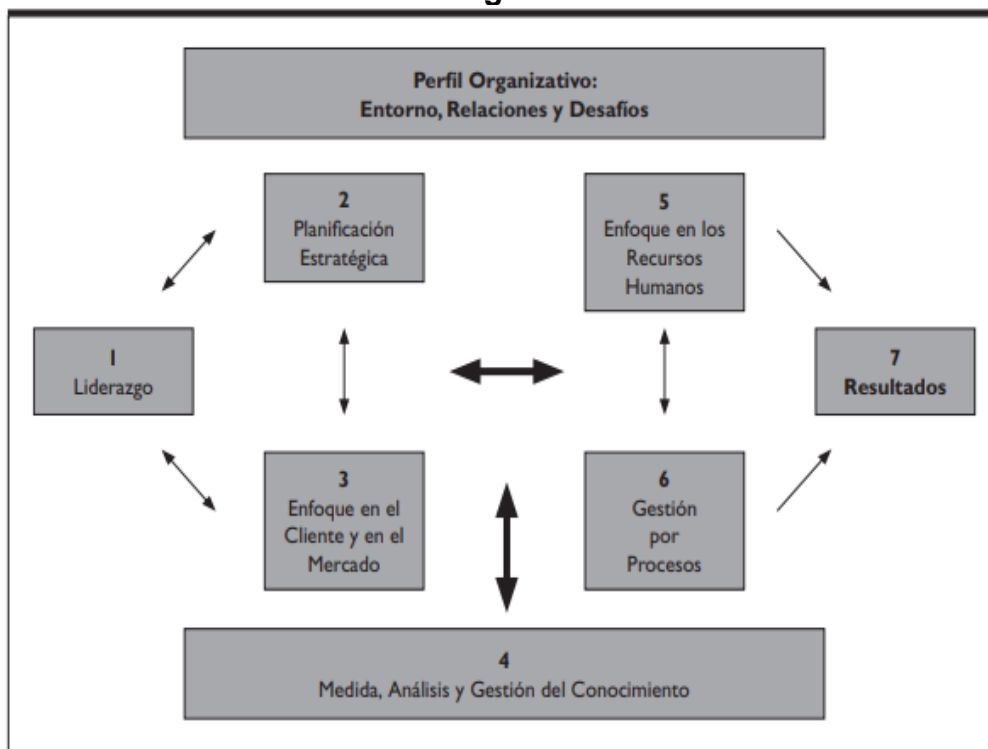 Perfil Organizativo:
Entorno, Relaciones y Desafíos
2
Planificación
Estratégica
5
Enfoque en los
Recursos
Humanos
1
Liderazgo
7
Resultados
3
Enfoque en el
Cliente y en el
Mercado
6
Gestión
por
Procesos
4
Medida, Análisis y Gestión del Conocimiento